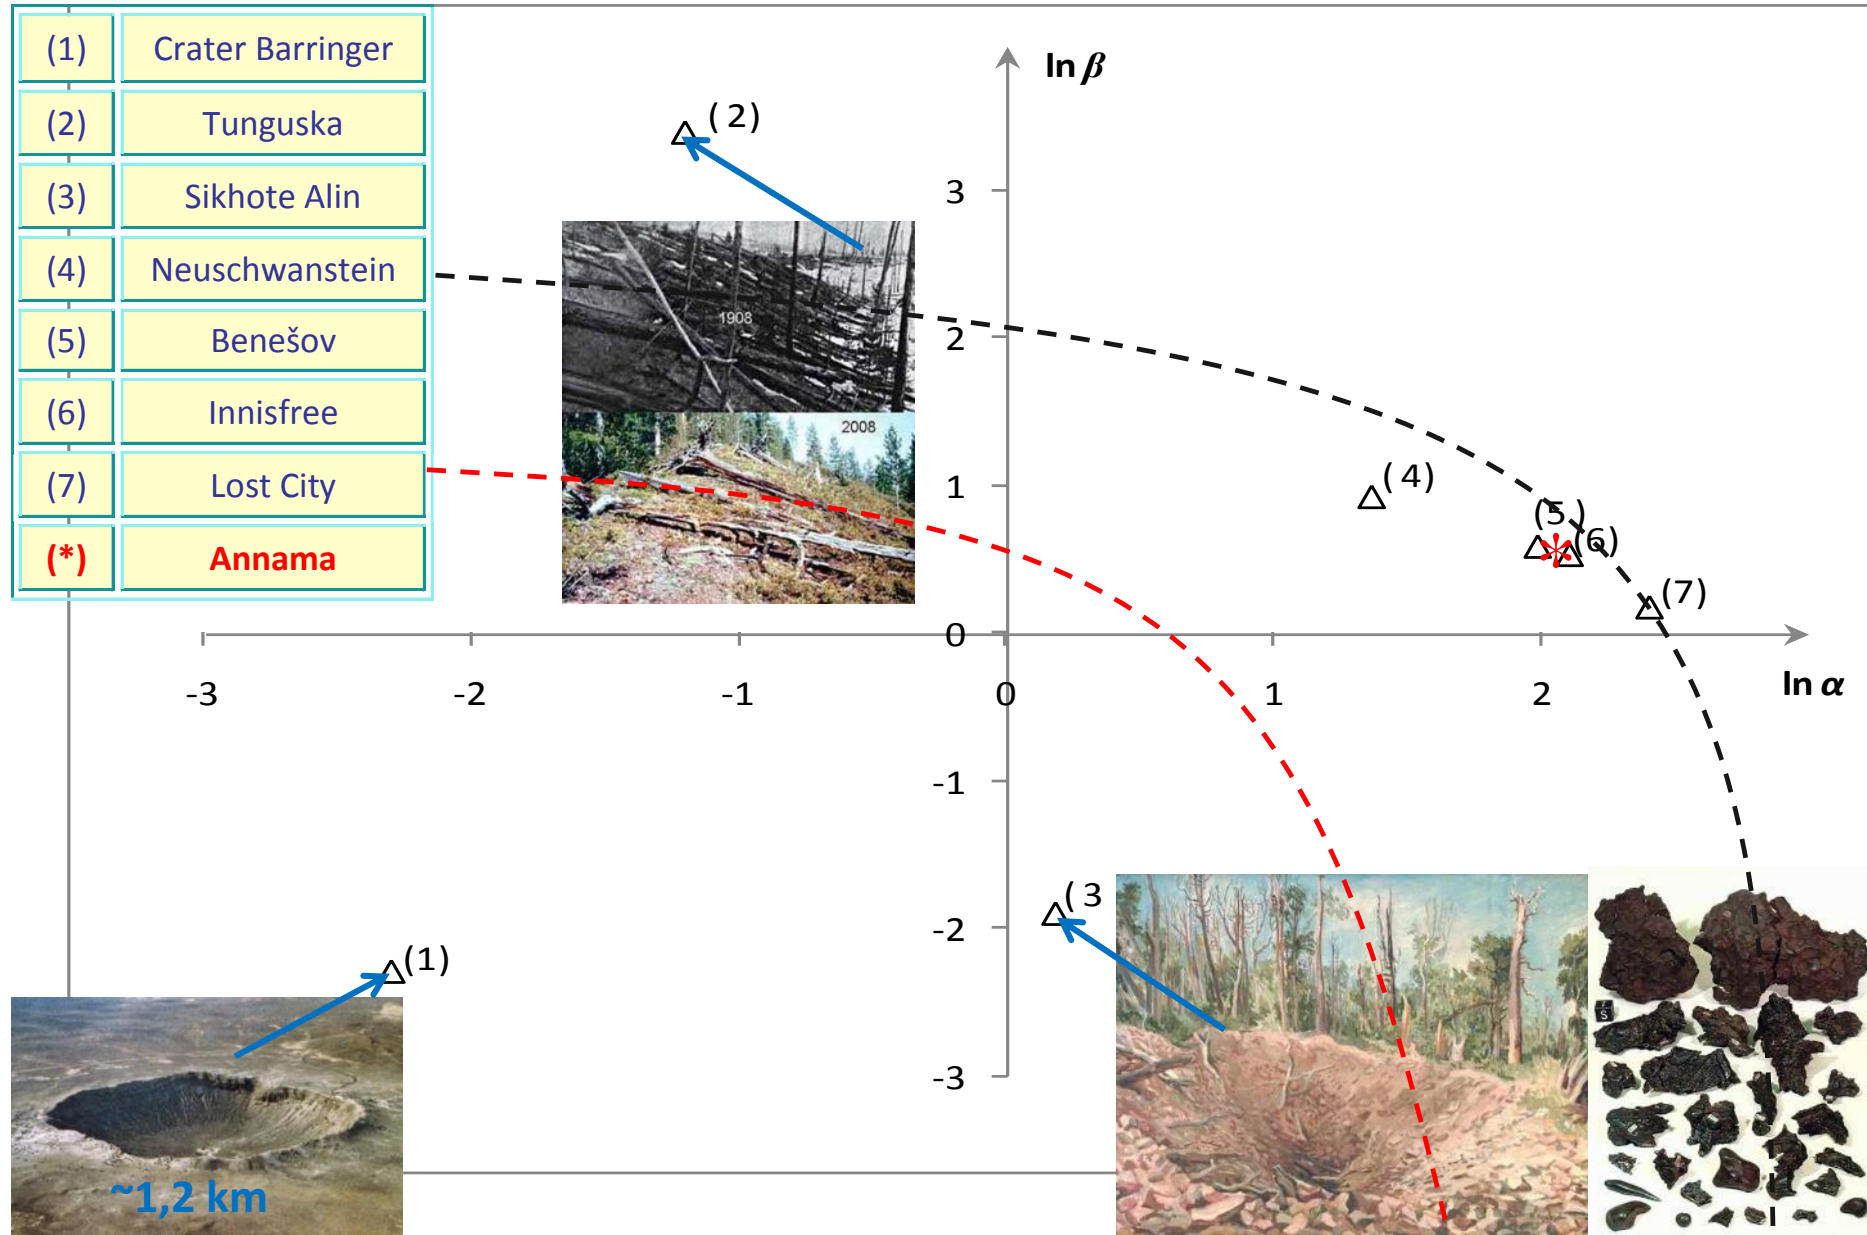 (1) Crater Barringer
(2) Tunguska
(3) Sikhote Alin
(4) Neuschwanstein
(5) Benešov
(6) Innisfree
(7) Lost City
(*) Annama
ln β
( 2)
3
1908
2
2008
1
( 4)
(5 )
(6)
(7)
0
-3 -2 -1 0 1 2
ln α
-1
( 3
-2
(1)
S
-3
~1,2 km